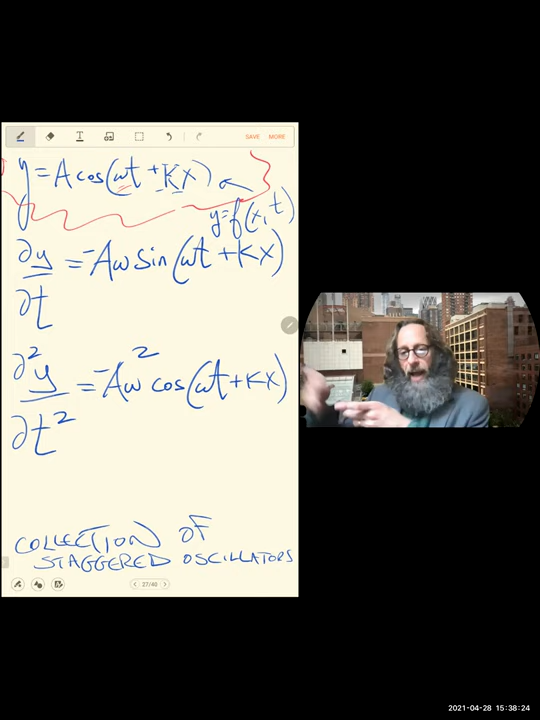 SAVE MORE
y = A cos(ωt + Kx)
y = f(x, t)
∂y/∂t = -Aω sin(ωt + Kx)
∂²y/∂t² = -Aω² cos(ωt + Kx)
COLLECTION OF
STAGGERED OSCILLATORS
27/40
2021-04-28 15:38:24